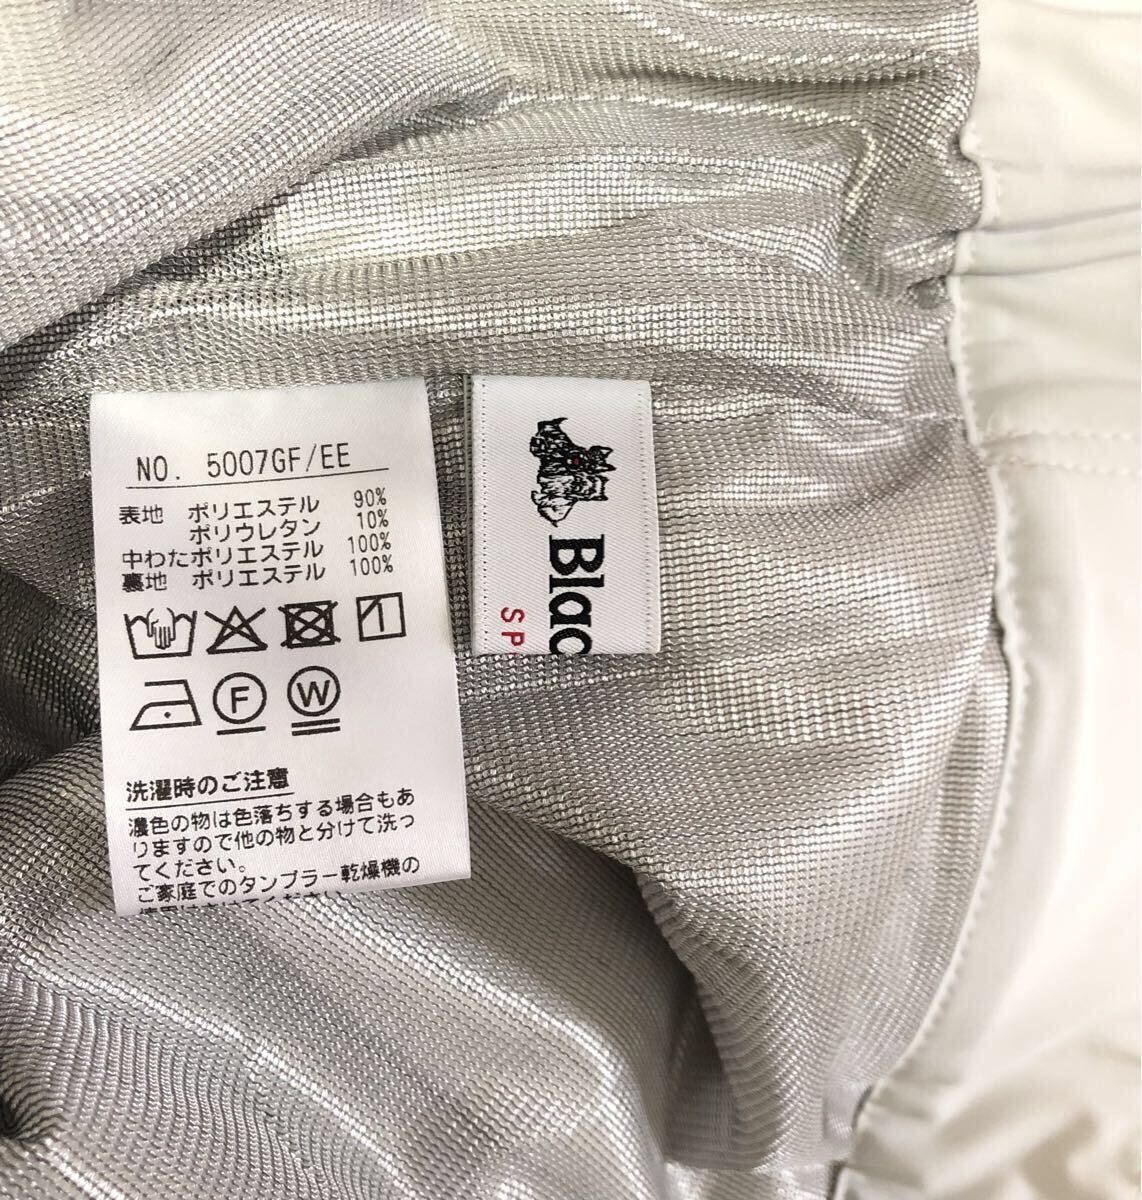 NO. 5007GF/EE
表地 ポリエステル 90%
ポリウレタン 10%
中わた ポリエステル 100%
裏地 ポリエステル 100%
F
W
洗濯時のご注意
濃色の物は色落ちする場合もあ
りますので他の物と分けて洗っ
てください。
ご家庭でのタンブラー乾燥機の
Blac
SP